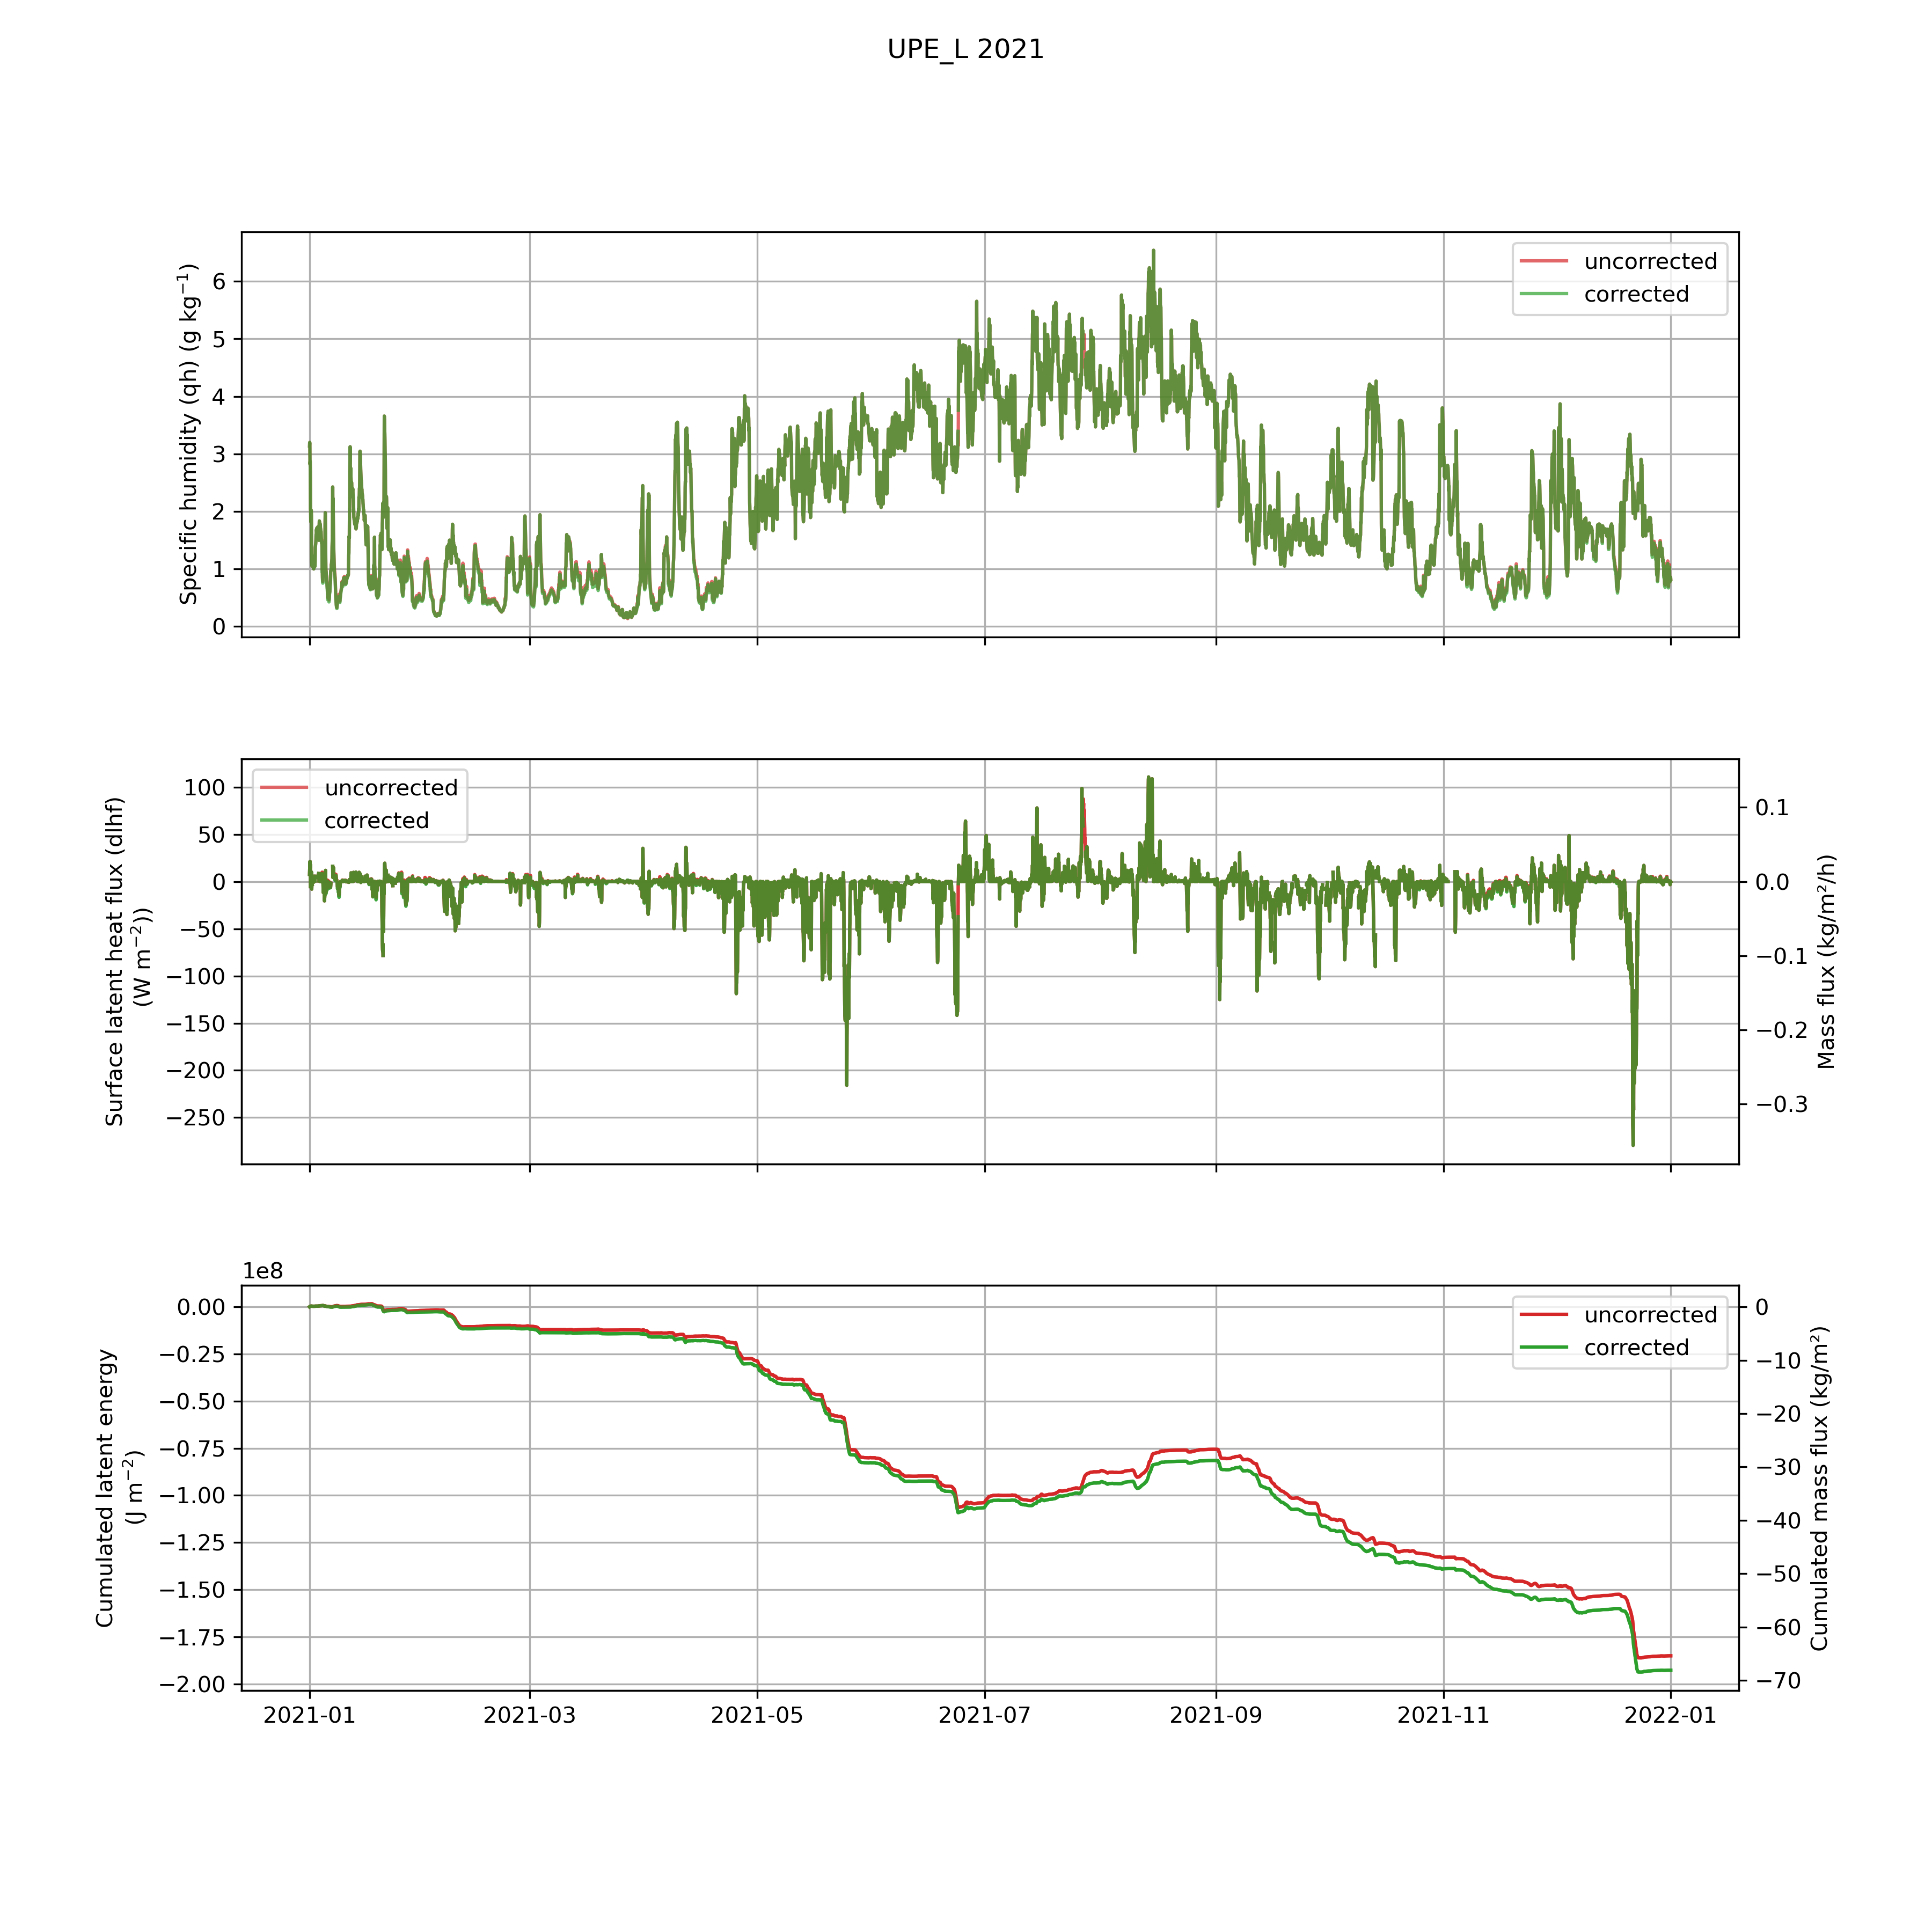 UPE_L 2021
Specific humidity (qh) (g kg⁻¹)
6
5
4
3
2
1
0
uncorrected
corrected
Surface latent heat flux (dlhf)
(W m⁻²))
100
50
0
−50
−100
−150
−200
−250
uncorrected
corrected
0.1
0.0
−0.1
−0.2
−0.3
Mass flux (kg/m²/h)
1e8
Cumulated latent energy
(J m⁻²)
0.00
−0.25
−0.50
−0.75
−1.00
−1.25
−1.50
−1.75
−2.00
uncorrected
corrected
0
−10
−20
−30
−40
−50
−60
−70
Cumulated mass flux (kg/m²)
2021-01 2021-03 2021-05 2021-07 2021-09 2021-11 2022-01